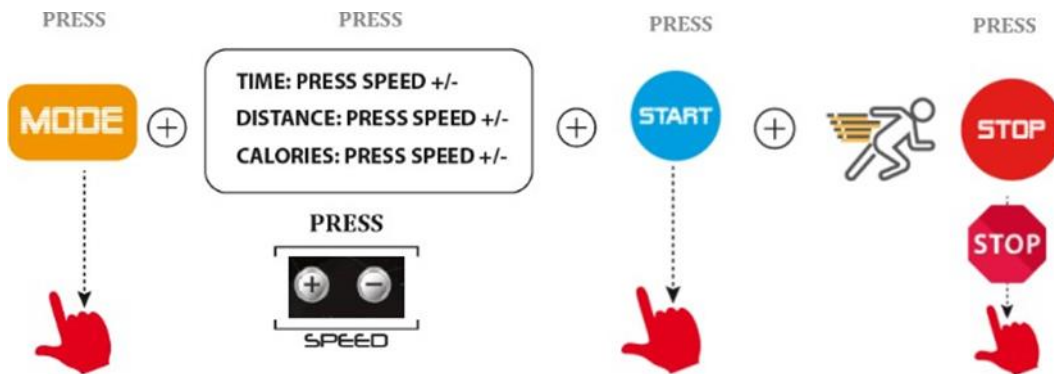 PRESS
PRESS
PRESS
PRESS
MODE
TIME: PRESS SPEED +/-
DISTANCE: PRESS SPEED +/-
CALORIES: PRESS SPEED +/-
START
STOP
PRESS
STOP
+ −
SPEED